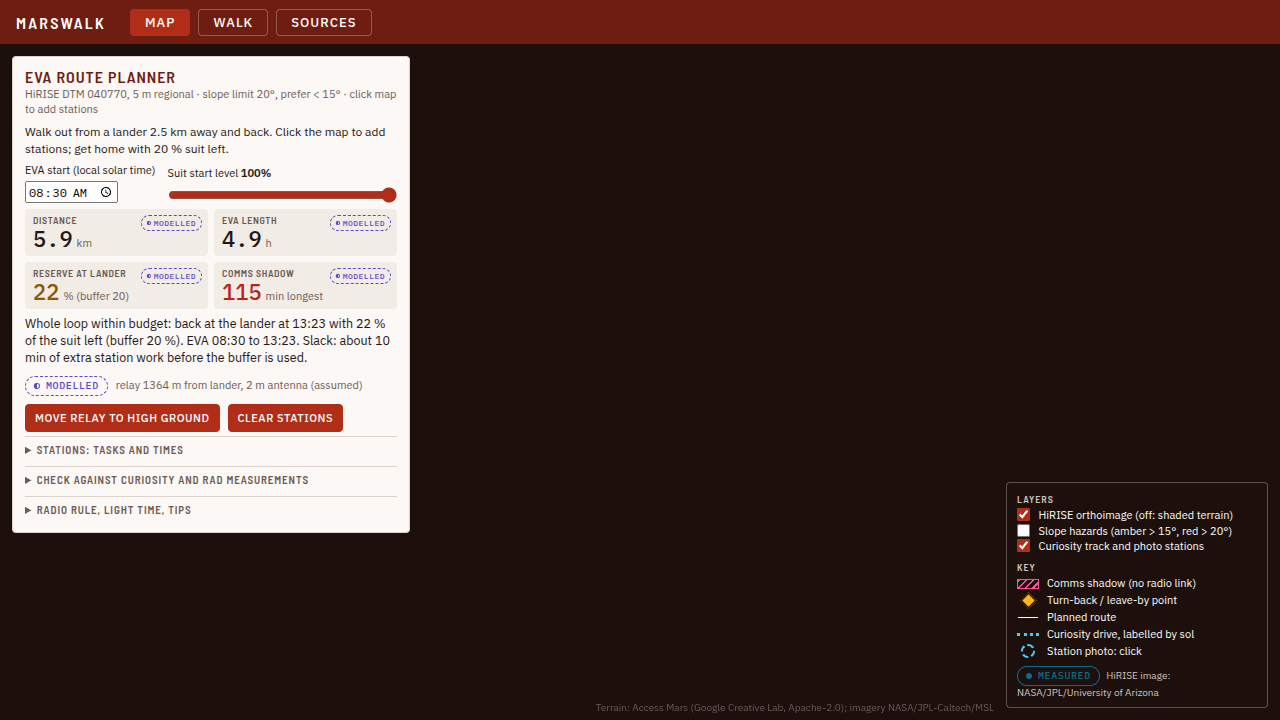 MARSWALK
MAP
WALK
SOURCES
EVA ROUTE PLANNER
HiRISE DTM 040770, 5 m regional · slope limit 20°, prefer < 15° · click map
to add stations
Walk out from a lander 2.5 km away and back. Click the map to add
stations; get home with 20 % suit left.
EVA start (local solar time)
Suit start level 100%
08:30 AM
DISTANCE
MODELLED
5.9 km
EVA LENGTH
MODELLED
4.9 h
RESERVE AT LANDER
MODELLED
22 % (buffer 20)
COMMS SHADOW
MODELLED
115 min longest
Whole loop within budget: back at the lander at 13:23 with 22 %
of the suit left (buffer 20 %). EVA 08:30 to 13:23. Slack: about 10
min of extra station work before the buffer is used.
MODELLED relay 1364 m from lander, 2 m antenna (assumed)
MOVE RELAY TO HIGH GROUND
CLEAR STATIONS
STATIONS: TASKS AND TIMES
CHECK AGAINST CURIOSITY AND RAD MEASUREMENTS
RADIO RULE, LIGHT TIME, TIPS
LAYERS
HiRISE orthoimage (off: shaded terrain)
Slope hazards (amber > 15°, red > 20°)
Curiosity track and photo stations
KEY
Comms shadow (no radio link)
Turn-back / leave-by point
Planned route
Curiosity drive, labelled by sol
Station photo: click
MEASURED HiRISE image:
NASA/JPL/University of Arizona
Terrain: Access Mars (Google Creative Lab, Apache-2.0); imagery NASA/JPL-Caltech/MSL